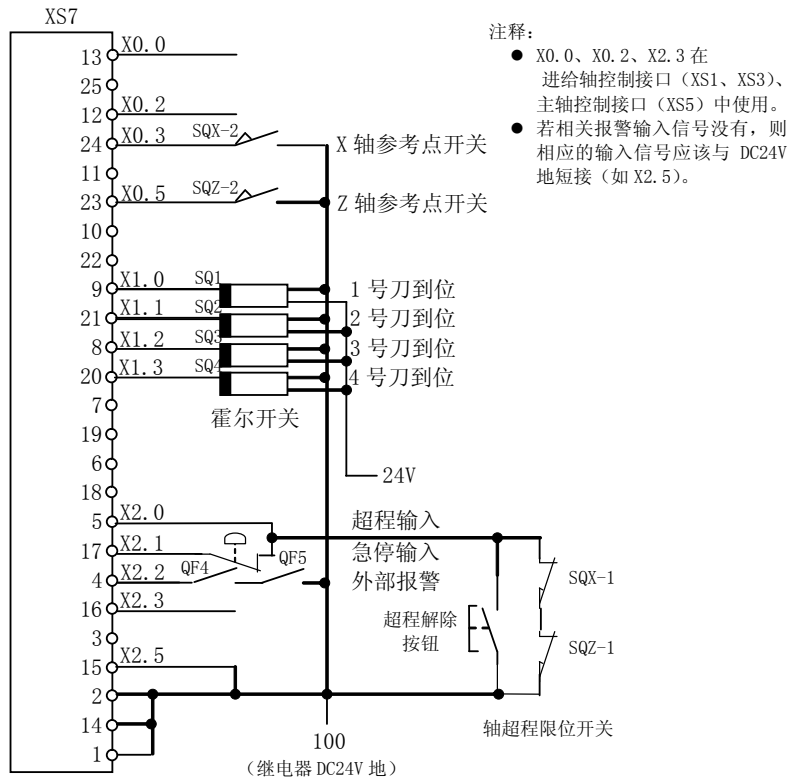 XS7
13 X0.0
25
12 X0.2
24 X0.3 SQX-2 X 轴参考点开关
11
23 X0.5 SQZ-2 Z 轴参考点开关
10
22
9 X1.0 SQ1 1 号刀到位
21 X1.1 SQ2 2 号刀到位
8 X1.2 SQ3 3 号刀到位
20 X1.3 SQ4 4 号刀到位
7
霍尔开关
19
6
24V
18
5 X2.0 超程输入
17 X2.1 急停输入
4 X2.2 QF4 QF5 外部报警
SQX-1
16 X2.3
超程解除
按钮
3
SQZ-1
15 X2.5
2
14
轴超程限位开关
1
100
（继电器 DC24V 地）
注释：
● X0.0、X0.2、X2.3 在
进给轴控制接口（XS1、XS3）、
主轴控制接口（XS5）中使用。
● 若相关报警输入信号没有，则
相应的输入信号应该与 DC24V
地短接（如 X2.5）。